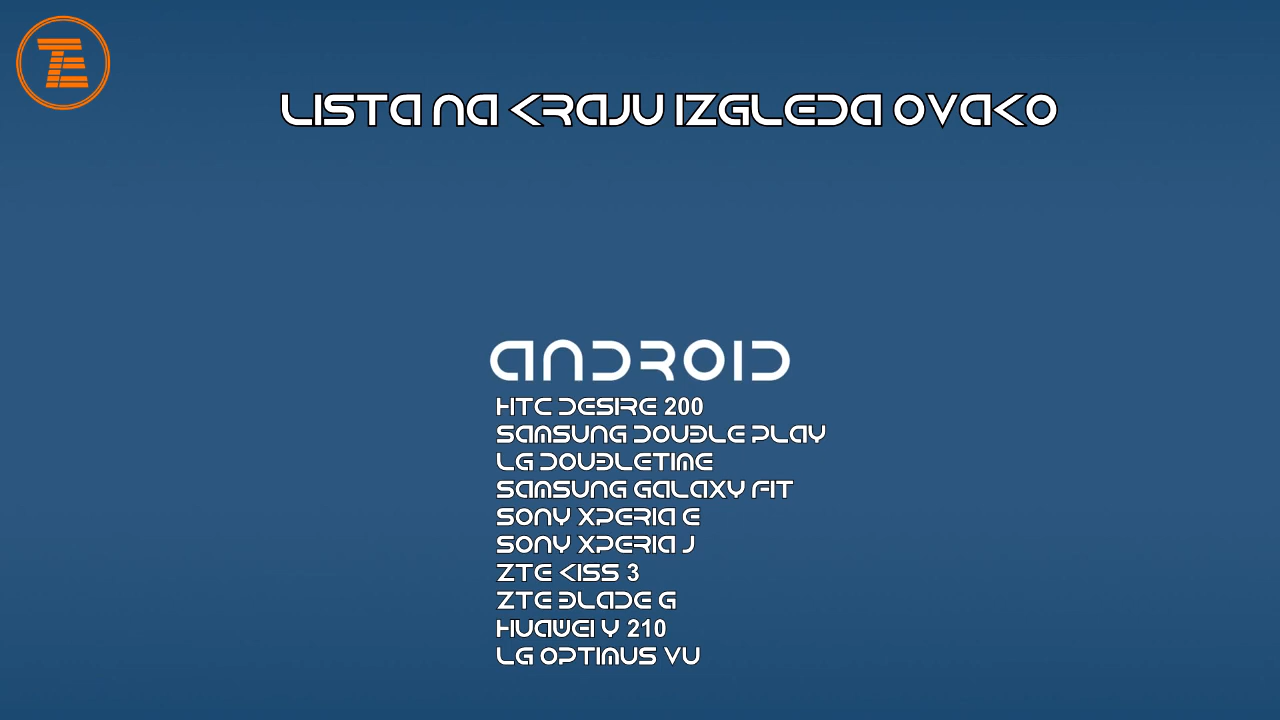 LISTA NA KRAJU IZGLEDA OVAKO
ANDROID
HTC DESIRE 200
SAMSUNG DOUBLE PLAY
LG DOUBLETIME
SAMSUNG GALAXY FIT
SONY XPERIA E
SONY XPERIA J
ZTE KISS 3
ZTE BLADE G
HUAWEI Y 210
LG OPTIMUS VU